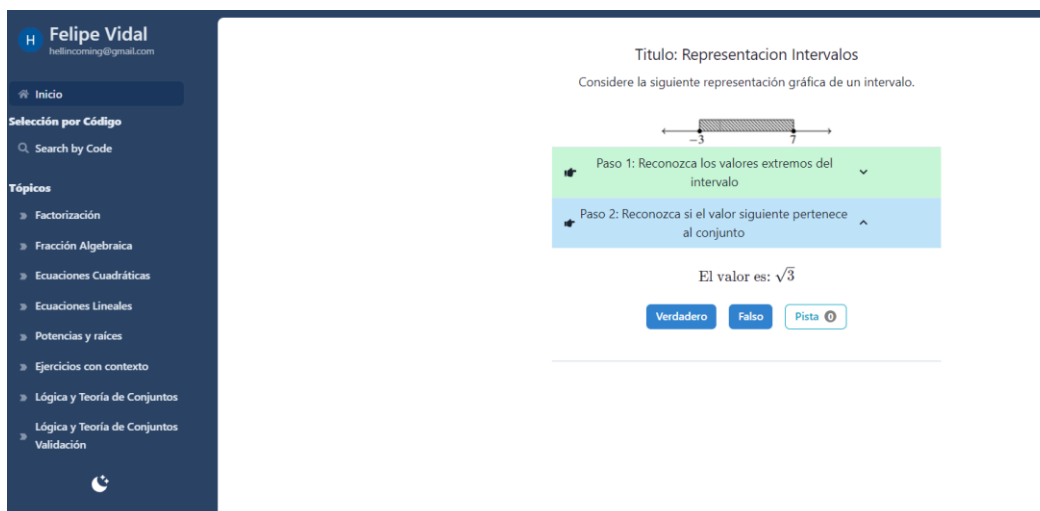 H
Felipe Vidal
hellincoming@gmail.com
Inicio
Selección por Código
Search by Code
Tópicos
Factorización
Fracción Algebraica
Ecuaciones Cuadráticas
Ecuaciones Lineales
Potencias y raíces
Ejercicios con contexto
Lógica y Teoría de Conjuntos
Lógica y Teoría de Conjuntos
Validación
Titulo: Representacion Intervalos
Considere la siguiente representación gráfica de un intervalo.
−3 7
Paso 1: Reconozca los valores extremos del
intervalo
Paso 2: Reconozca si el valor siguiente pertenece
al conjunto
El valor es: √3
Verdadero Falso Pista 0